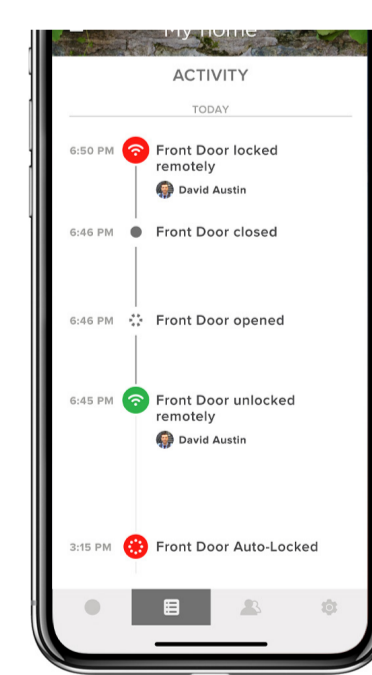 My home
ACTIVITY
TODAY
6:50 PM Front Door locked
remotely
David Austin
6:46 PM Front Door closed
6:46 PM Front Door opened
6:45 PM Front Door unlocked
remotely
David Austin
3:15 PM Front Door Auto-Locked